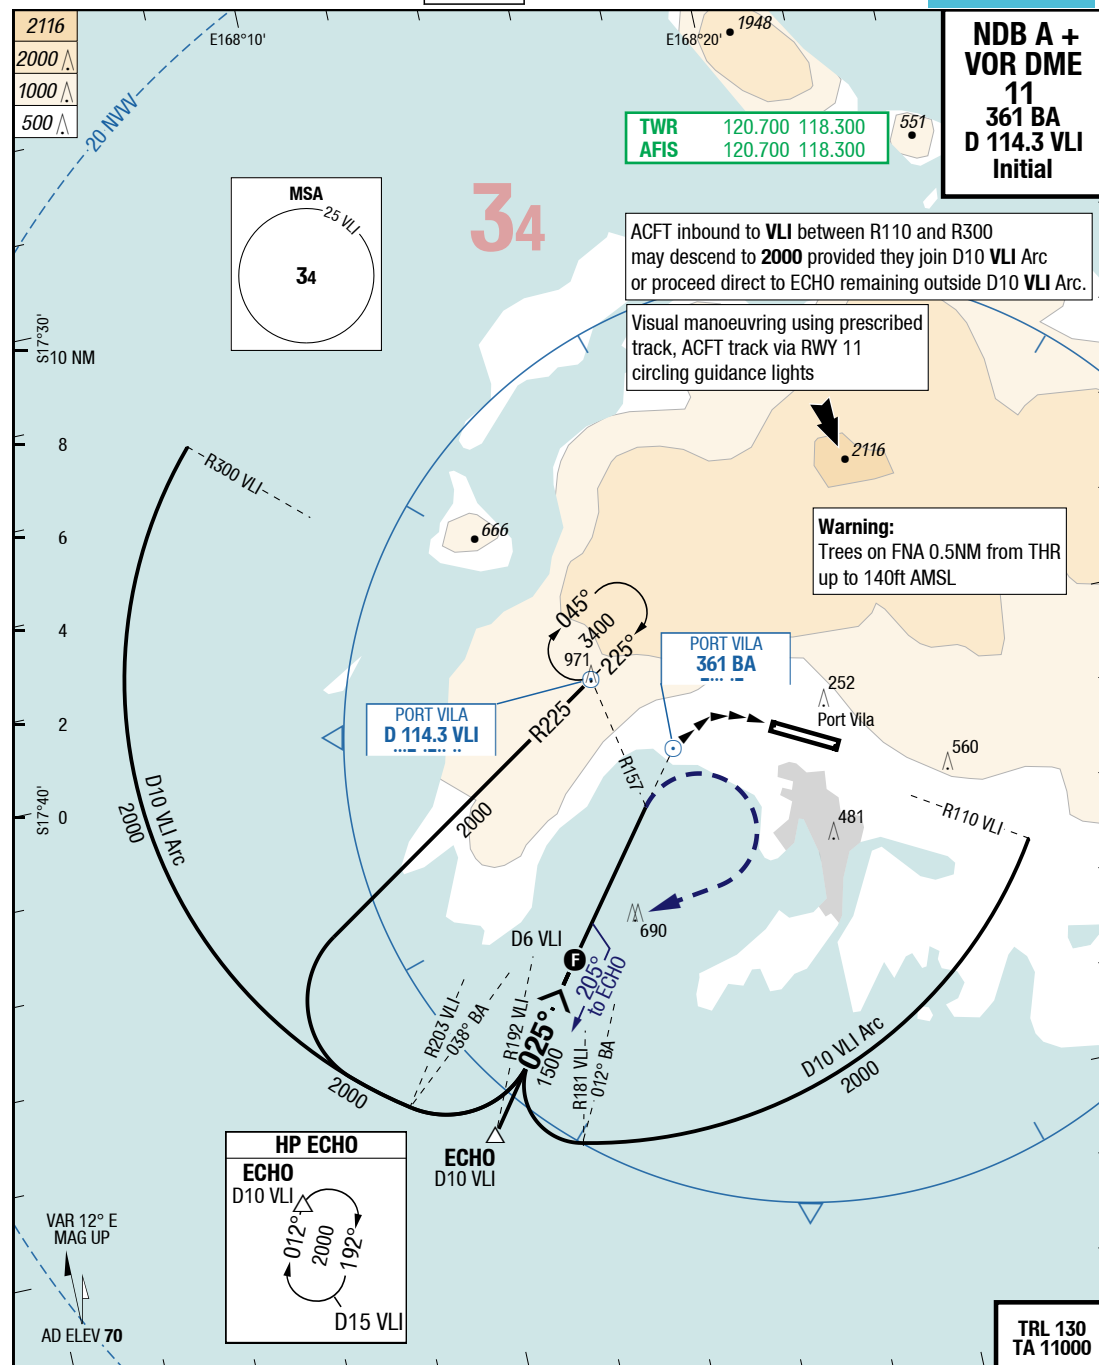 2116
2000
1000
500
E168°10'
E168°20'
1948
NDB A +
VOR DME
11
361 BA
D 114.3 VLI
Initial
20 NWV
TWR 120.700 118.300
AFIS 120.700 118.300
551
MSA
25 VLI
34
34
ACFT inbound to VLI between R110 and R300
may descend to 2000 provided they join D10 VLI Arc
or proceed direct to ECHO remaining outside D10 VLI Arc.
Visual manoeuvring using prescribed
track, ACFT track via RWY 11
circling guidance lights
S17°30'
10 NM
8
6
4
2
0
S17°40'
2116
R300 VLI
666
Warning:
Trees on FNA 0.5NM from THR
up to 140ft AMSL
045°
3400
225°
971
PORT VILA
361 BA
252
Port Vila
PORT VILA
D 114.3 VLI
R225
R157
560
2000
D10 VLI Arc
2000
481
R110 VLI
690
D6 VLI
F
205°
to ECHO
R203 VLI
038° BA
R192 VLI
025°
1500
R181 VLI
012° BA
D10 VLI Arc
2000
2000
ECHO
D10 VLI
HP ECHO
ECHO
D10 VLI
012°
2000
192°
D15 VLI
VAR 12° E
MAG UP
AD ELEV 70
TRL 130
TA 11000